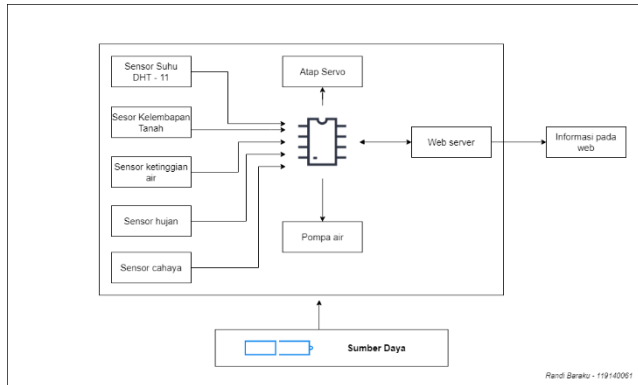 Sensor Suhu
DHT - 11
Sesor Kelembapan
Tanah
Sensor ketinggian
air
Sensor hujan
Sensor cahaya
Atap Servo
Pompa air
Web server
Informasi pada
web
Sumber Daya
Randi Baraku - 119140061